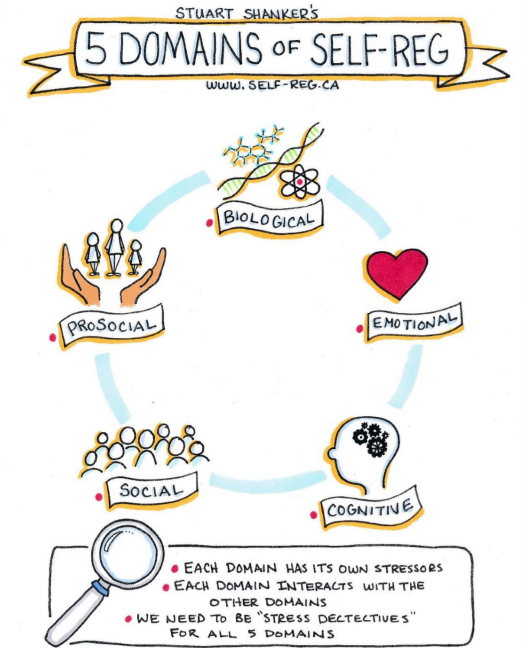 STUART SHANKER'S
5 DOMAINS OF SELF-REG
WWW.SELF-REG.CA
BIOLOGICAL
PROSOCIAL
EMOTIONAL
SOCIAL
COGNITIVE
EACH DOMAIN HAS ITS OWN STRESSORS
EACH DOMAIN INTERACTS WITH THE
OTHER DOMAINS
WE NEED TO BE "STRESS DECTECTIVES"
FOR ALL 5 DOMAINS